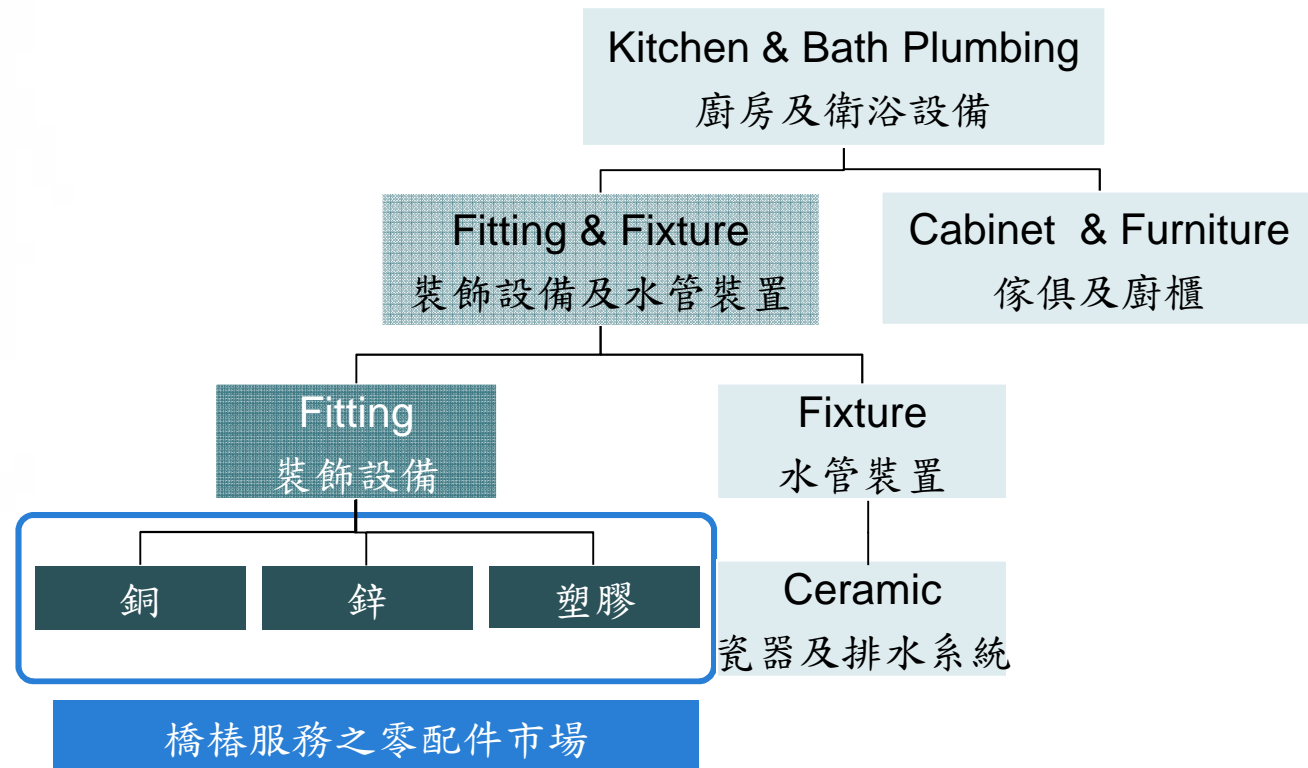 Kitchen & Bath Plumbing
廚房及衛浴設備
Fitting & Fixture
裝飾設備及水管裝置
Cabinet & Furniture
傢俱及廚櫃
Fitting
裝飾設備
Fixture
水管裝置
銅
鋅
塑膠
Ceramic
瓷器及排水系統
橋椿服務之零配件市場